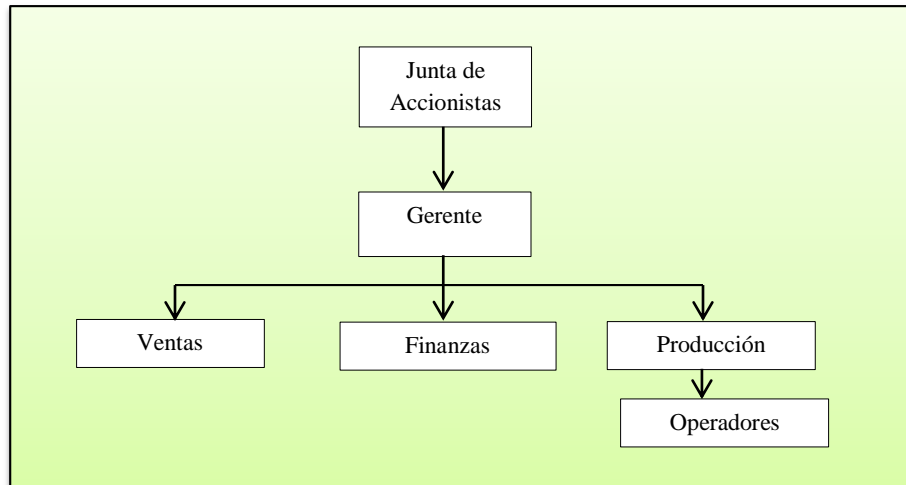 Junta de
Accionistas
Gerente
Ventas
Finanzas
Producción
Operadores